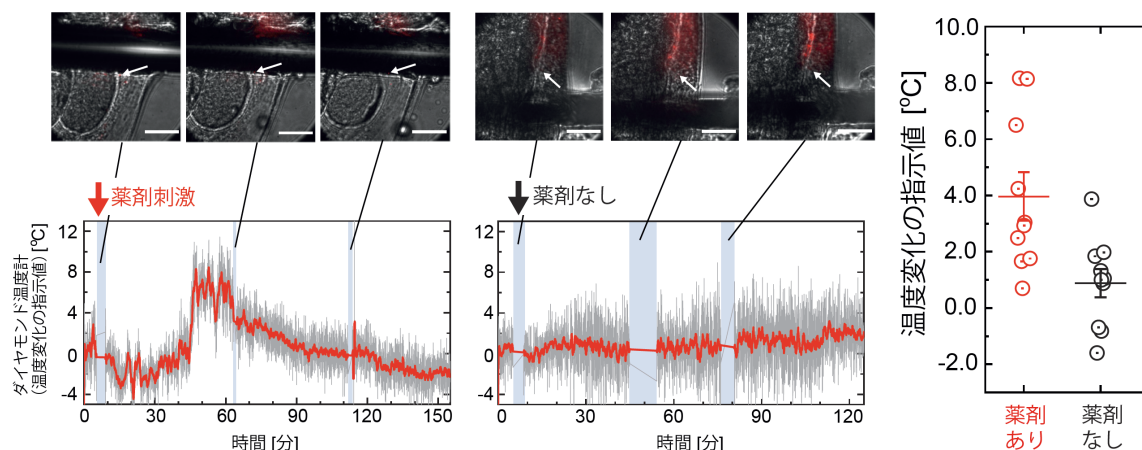 薬剤刺激
薬剤なし
ダイヤモンド温度計
(温度変化の指示値) [ºC]
12
8
4
0
-4
0
30
60
90
120
150
時間 [分]
12
8
4
0
-4
0
30
60
90
120
時間 [分]
温度変化の指示値 [ºC]
10.0
8.0
6.0
4.0
2.0
0.0
-2.0
薬剤
あり
薬剤
なし